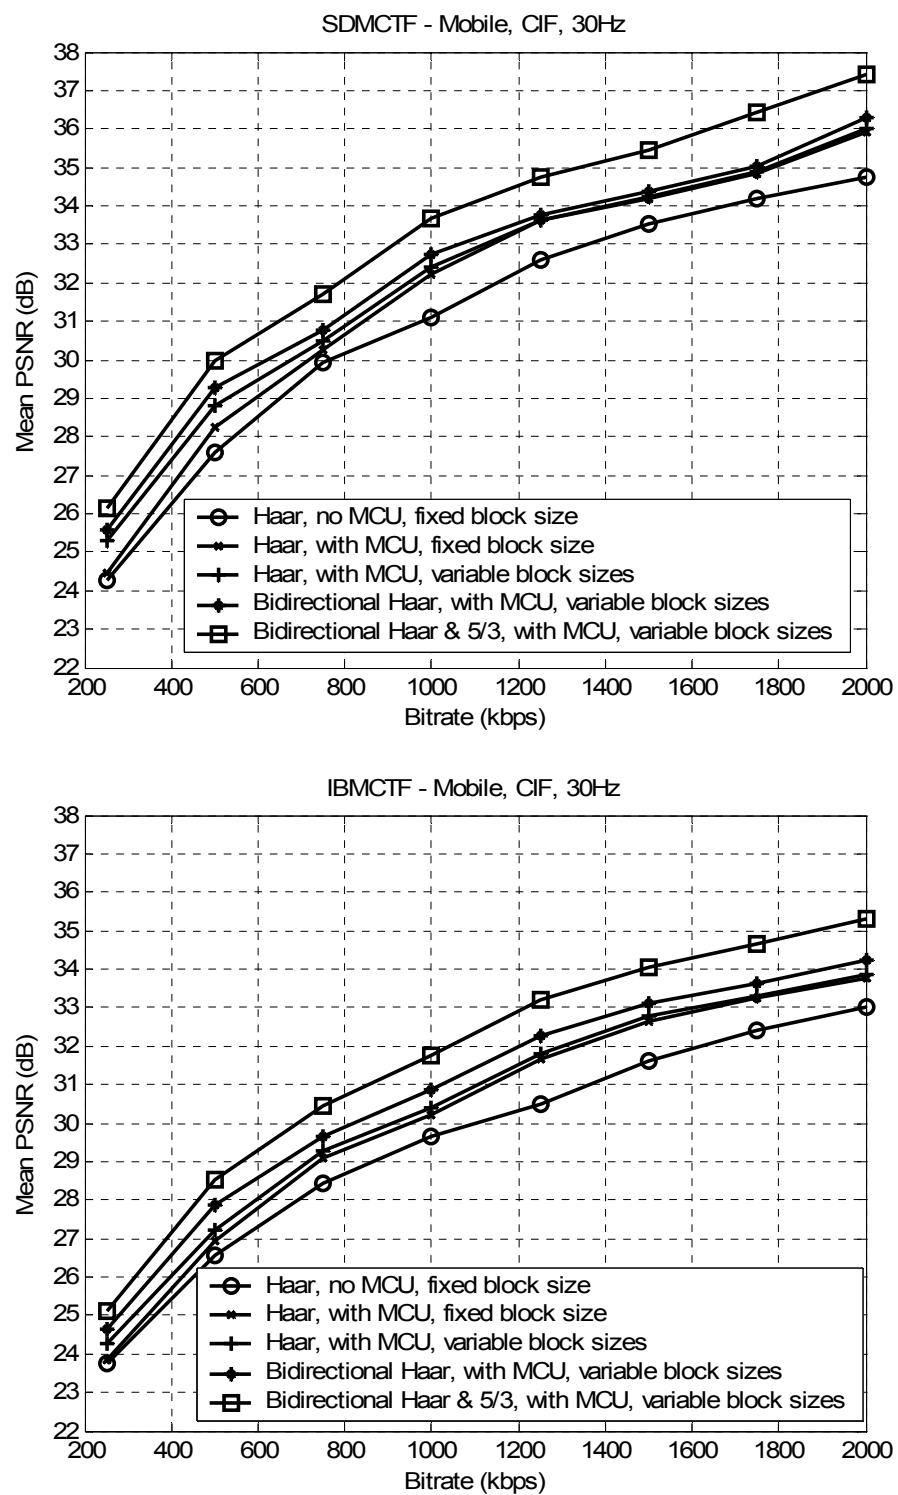 SDMCTF - Mobile, CIF, 30Hz
38
37
36
35
34
33
32
31
30
29
28
27
26
25
24
23
22
Mean PSNR (dB)
Haar, no MCU, fixed block size
Haar, with MCU, fixed block size
Haar, with MCU, variable block sizes
Bidirectional Haar, with MCU, variable block sizes
Bidirectional Haar & 5/3, with MCU, variable block sizes
200 400 600 800 1000 1200 1400 1600 1800 2000
Bitrate (kbps)
IBMCTF - Mobile, CIF, 30Hz
38
37
36
35
34
33
32
31
30
29
28
27
26
25
24
23
22
Mean PSNR (dB)
Haar, no MCU, fixed block size
Haar, with MCU, fixed block size
Haar, with MCU, variable block sizes
Bidirectional Haar, with MCU, variable block sizes
Bidirectional Haar & 5/3, with MCU, variable block sizes
200 400 600 800 1000 1200 1400 1600 1800 2000
Bitrate (kbps)